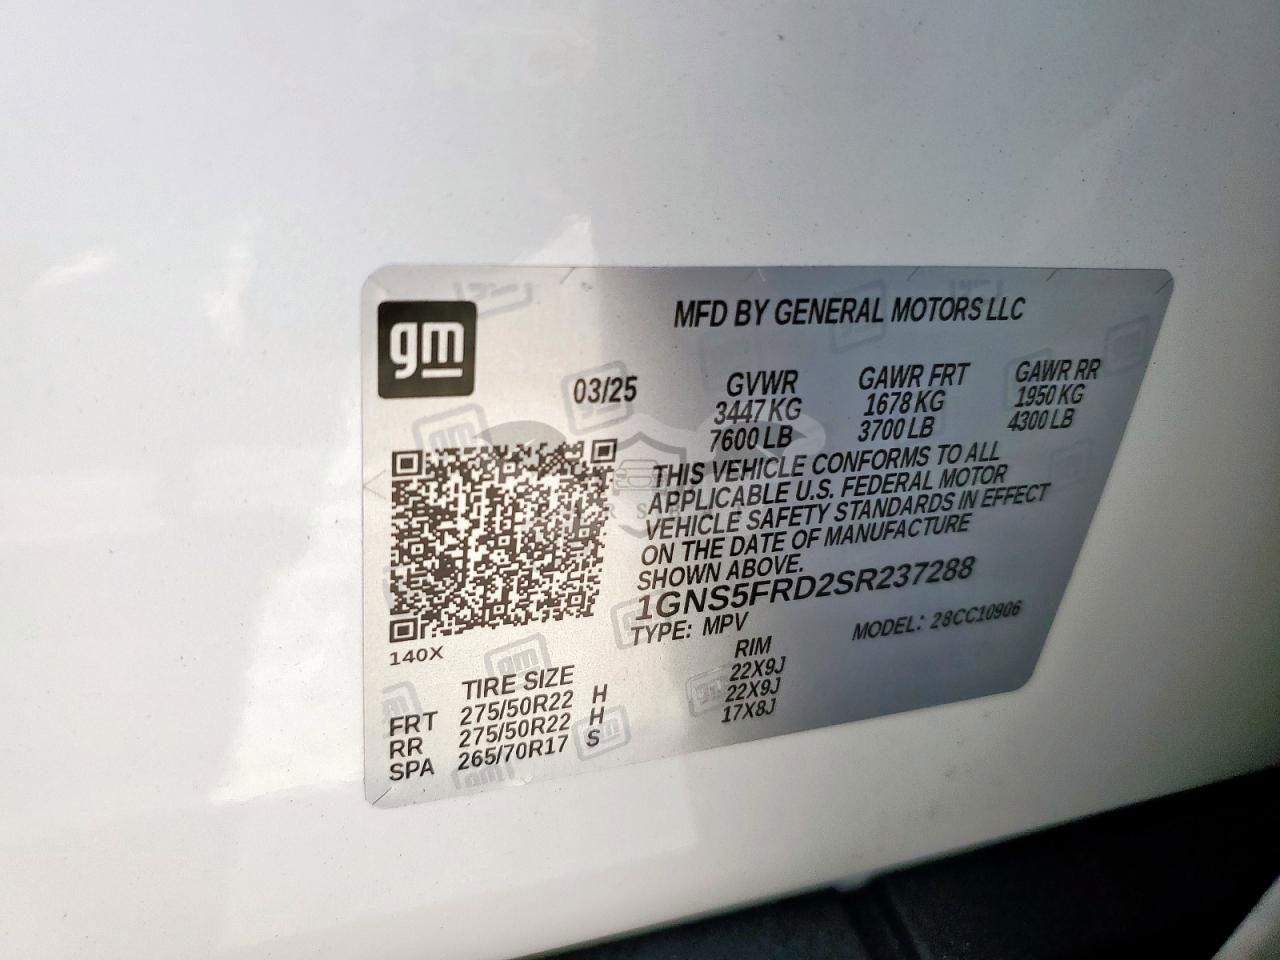 gm
MFD BY GENERAL MOTORS LLC
03/25 GVWR GAWR FRT GAWR RR
3447 KG 1678 KG 1950 KG
7600 LB 3700 LB 4300 LB
THIS VEHICLE CONFORMS TO ALL
APPLICABLE U.S. FEDERAL MOTOR
VEHICLE SAFETY STANDARDS IN EFFECT
ON THE DATE OF MANUFACTURE
SHOWN ABOVE.
1GNS5FRD2SR237288
TYPE: MPV MODEL: 28CC10906
140X
TIRE SIZE RIM
FRT 275/50R22 H 22X9J
RR 275/50R22 H 22X9J
SPA 265/70R17 S 17X8J